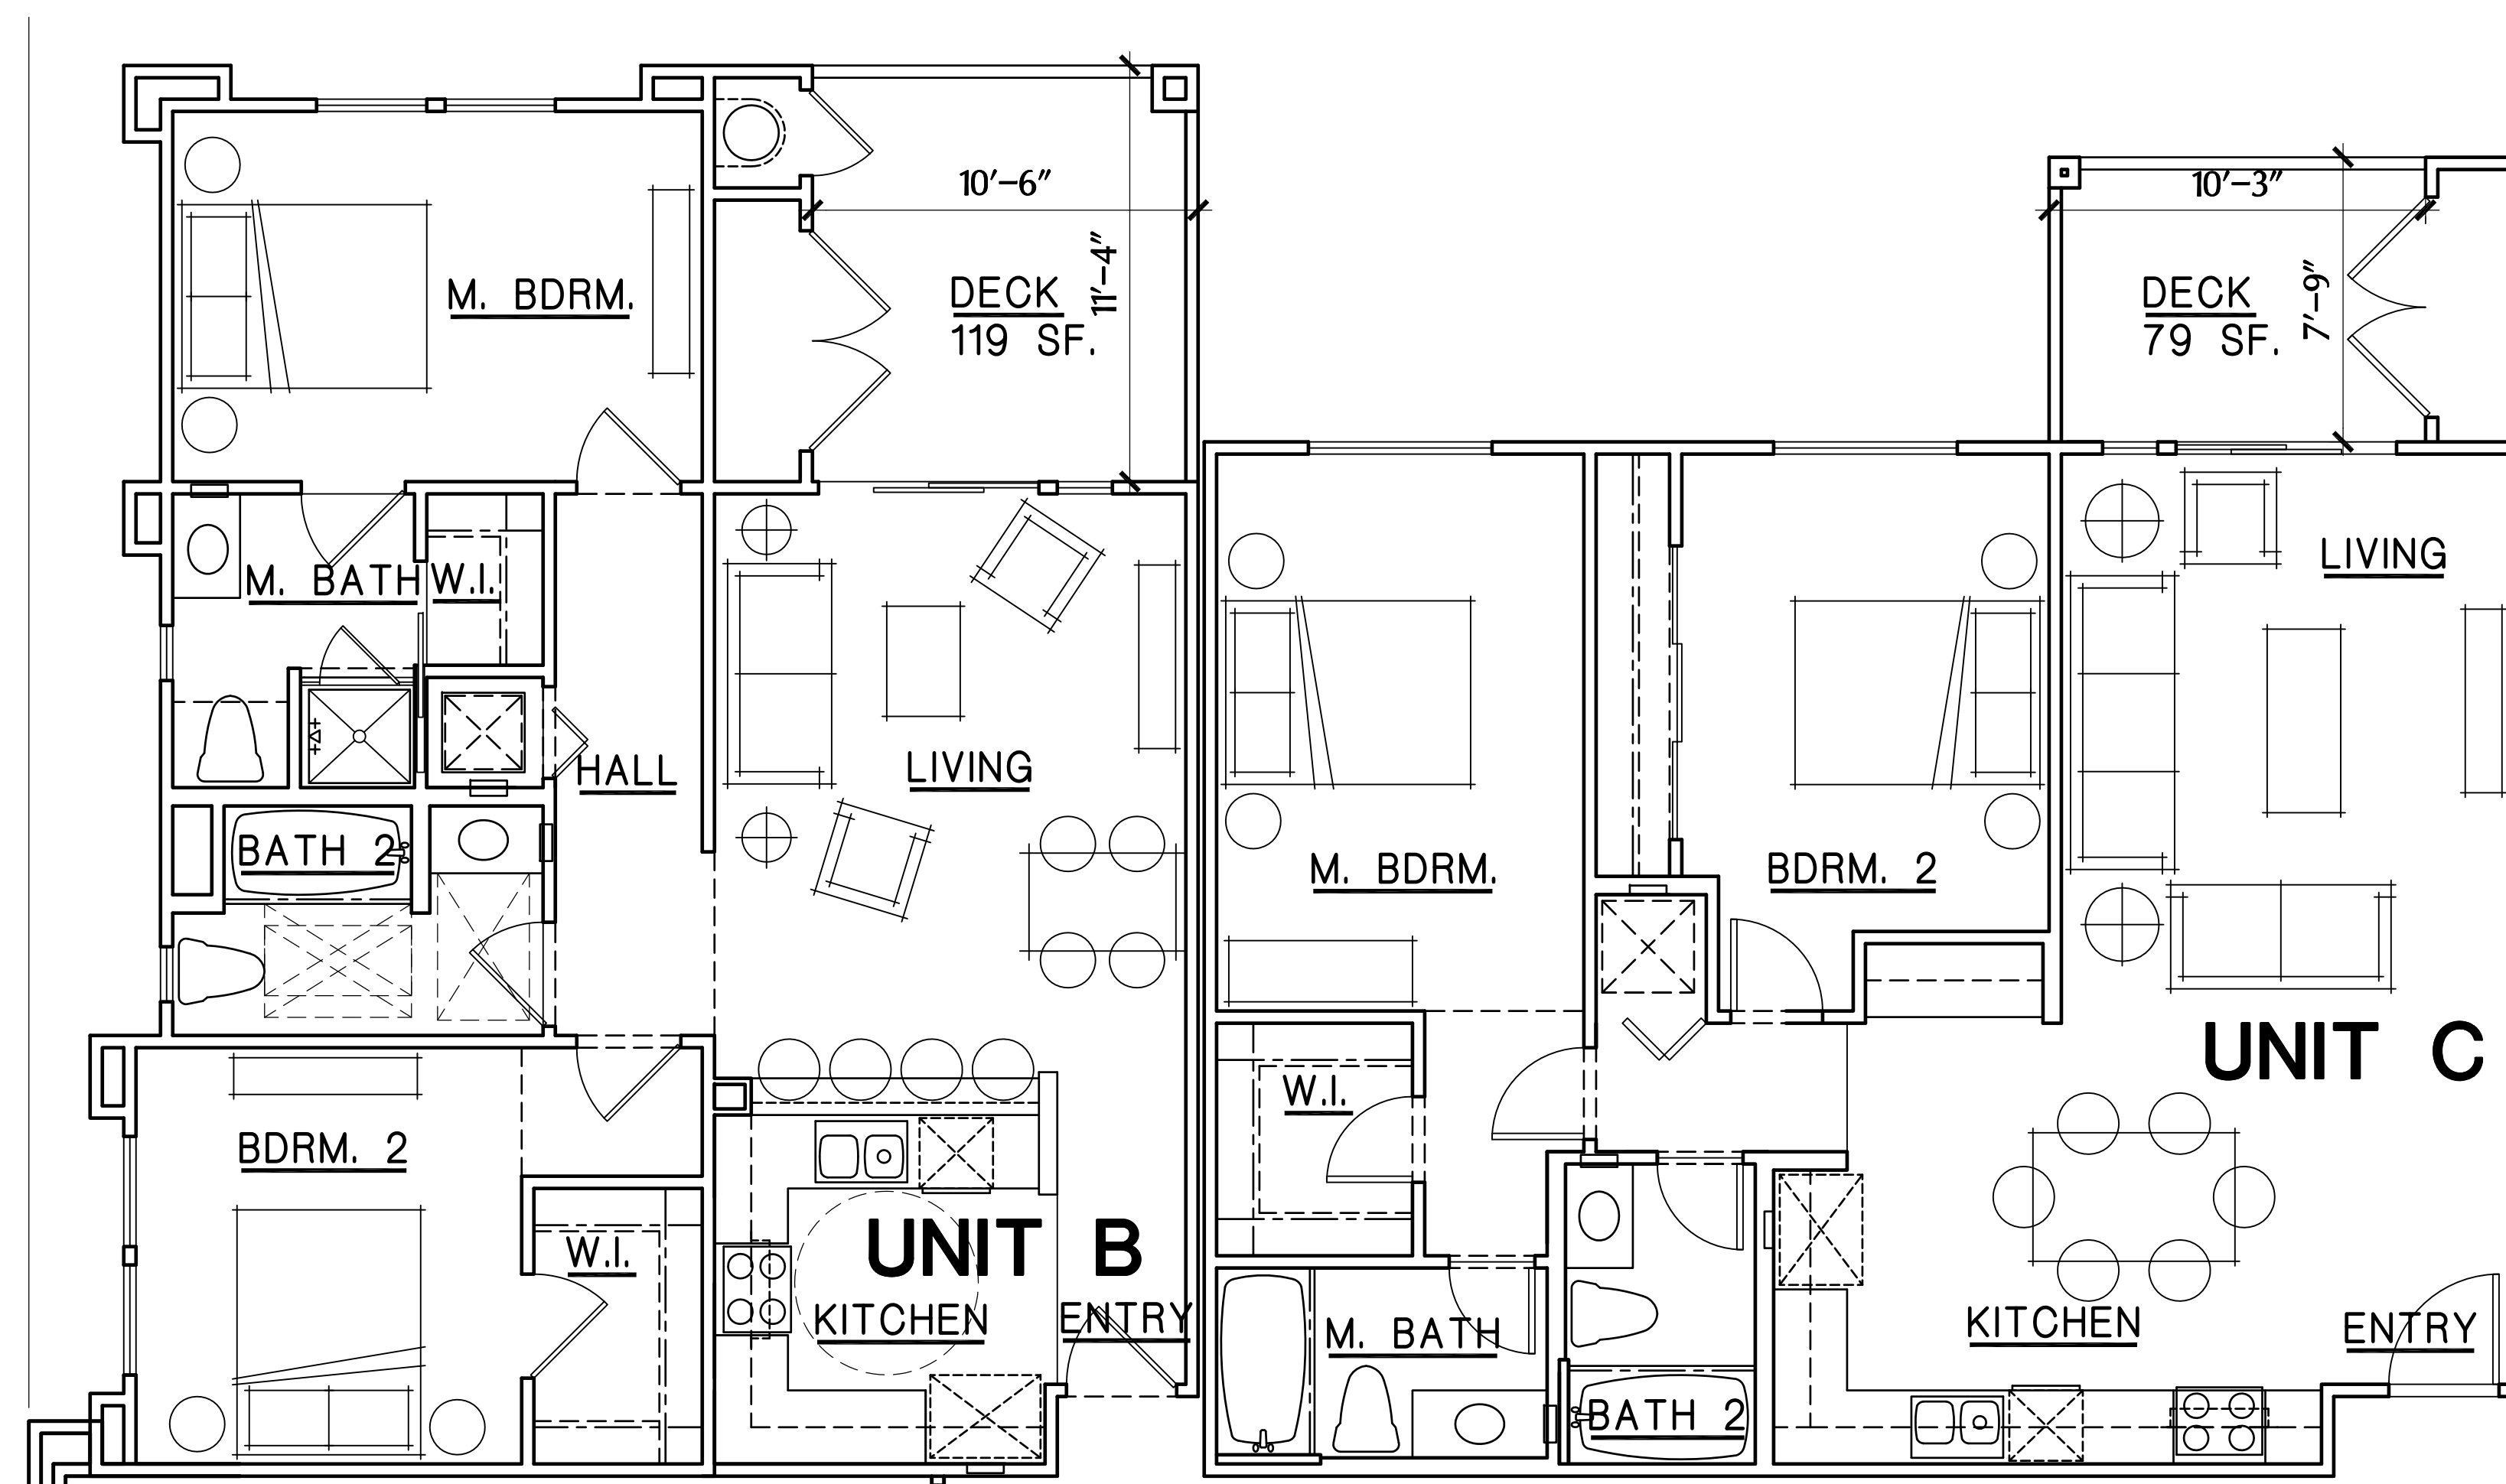 10'-6"
11'-4"
M. BDRM.
DECK
119 SF.
10'-3"
7'-9"
DECK
79 SF.
M. BATH
W.I.
LIVING
HALL
LIVING
BATH 2
M. BDRM.
BDRM. 2
UNIT C
W.I.
BDRM. 2
W.I.
UNIT B
KITCHEN
ENTRY
M. BATH
KITCHEN
ENTRY
BATH 2